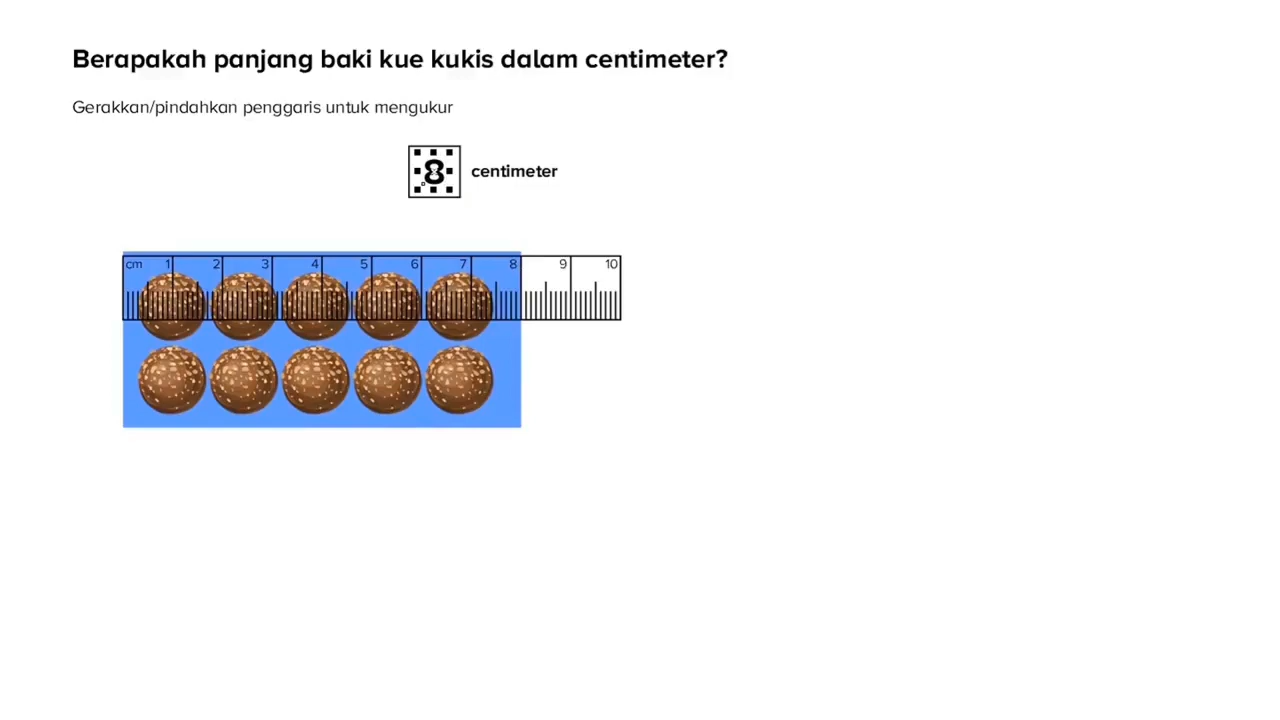 Berapakah panjang baki kue kukis dalam centimeter?
Gerakkan/pindahkan penggaris untuk mengukur
8 centimeter
cm 1 2 3 4 5 6 7 8 9 10